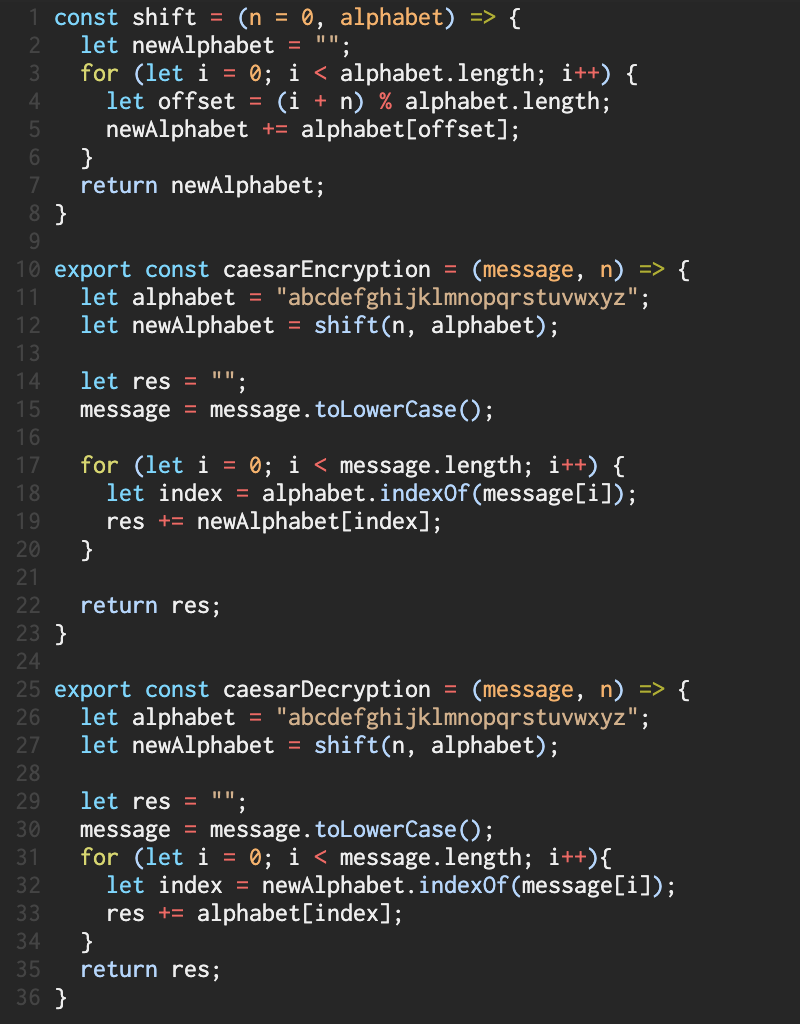 1 const shift = (n = 0, alphabet) => {
2   let newAlphabet = "";
3   for (let i = 0; i < alphabet.length; i++) {
4     let offset = (i + n) % alphabet.length;
5     newAlphabet += alphabet[offset];
6   }
7   return newAlphabet;
8 }
9
10 export const caesarEncryption = (message, n) => {
11   let alphabet = "abcdefghijklmnopqrstuvwxyz";
12   let newAlphabet = shift(n, alphabet);
13
14   let res = "";
15   message = message.toLowerCase();
16
17   for (let i = 0; i < message.length; i++) {
18     let index = alphabet.indexOf(message[i]);
19     res += newAlphabet[index];
20   }
21
22   return res;
23 }
24
25 export const caesarDecryption = (message, n) => {
26   let alphabet = "abcdefghijklmnopqrstuvwxyz";
27   let newAlphabet = shift(n, alphabet);
28
29   let res = "";
30   message = message.toLowerCase();
31   for (let i = 0; i < message.length; i++){
32     let index = newAlphabet.indexOf(message[i]);
33     res += alphabet[index];
34   }
35   return res;
36 }